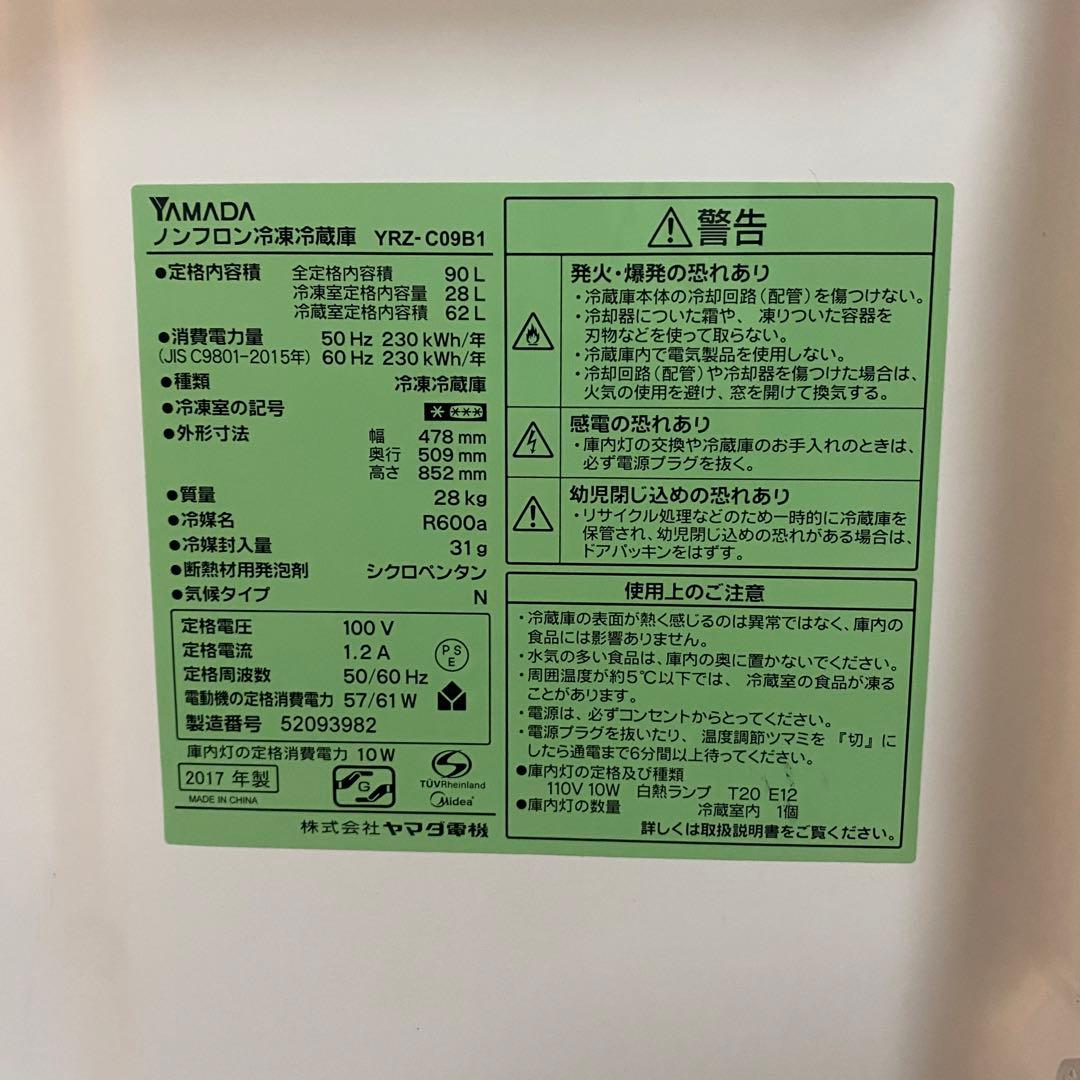 YAMADA
ノンフロン冷凍冷蔵庫 YRZ-C09B1
●定格内容積 全定格内容積 90 L
冷凍室定格内容量 28 L
冷蔵室定格内容積 62 L
●消費電力量 50 Hz 230 kWh/年
(JIS C9801-2015年) 60 Hz 230 kWh/年
●種類 冷凍冷蔵庫
●冷凍室の記号
●外形寸法 幅 478 mm
奥行 509 mm
高さ 852 mm
●質量 28 kg
●冷媒名 R600a
●冷媒封入量 31 g
●断熱材用発泡剤 シクロペンタン
●気候タイプ N
定格電圧 100 V
定格電流 1.2 A
定格周波数 50/60 Hz
電動機の定格消費電力 57/61 W
製造番号 52093982
PS
E
庫内灯の定格消費電力 10W
2017 年製
MADE IN CHINA
G
TÜVRheinland
Midea
株式会社ヤマダ電機
警告
発火・爆発の恐れあり
・冷蔵庫本体の冷却回路(配管)を傷つけない。
・冷却器についた霜や、凍りついた容器を
刃物などを使って取らない。
・冷蔵庫内で電気製品を使用しない。
・冷却回路(配管)や冷却器を傷つけた場合は、
火気の使用を避け、窓を開けて換気する。
感電の恐れあり
・庫内灯の交換や冷蔵庫のお手入れのときは、
必ず電源プラグを抜く。
幼児閉じ込めの恐れあり
・リサイクル処理などのため一時的に冷蔵庫を
保管され、幼児閉じ込めの恐れがある場合は、
ドアパッキンをはずす。
使用上のご注意
・冷蔵庫の表面が熱く感じるのは異常ではなく、庫内の
食品には影響ありません。
・水気の多い食品は、庫内の奥に置かないでください。
・周囲温度が約5℃以下では、冷蔵室の食品が凍る
ことがあります。
・電源は、必ずコンセントからとってください。
・電源プラグを抜いたり、温度調節ツマミを『切』に
したら通電まで6分間以上待ってください。
●庫内灯の定格及び種類
110V 10W 白熱ランプ T20 E12
●庫内灯の数量 冷蔵室内 1個
詳しくは取扱説明書をご覧ください。